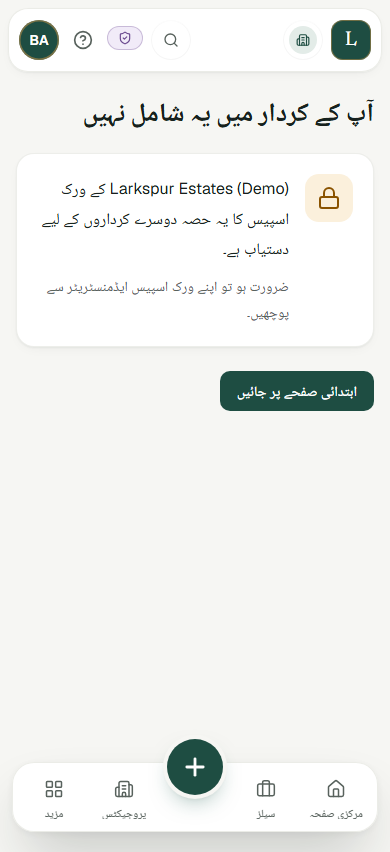 L
BA
آپ کے کردار میں یہ شامل نہیں
Larkspur Estates (Demo) کے ورک
اسپیس کا یہ حصہ دوسرے کرداروں کے لیے
دستیاب ہے۔
ضرورت ہو تو اپنے ورک اسپیس ایڈمنسٹریٹر سے
پوچھیں۔
ابتدائی صفحے پر جائیں
مرکزی صفحہ
سیلز
پروجیکٹس
مزید